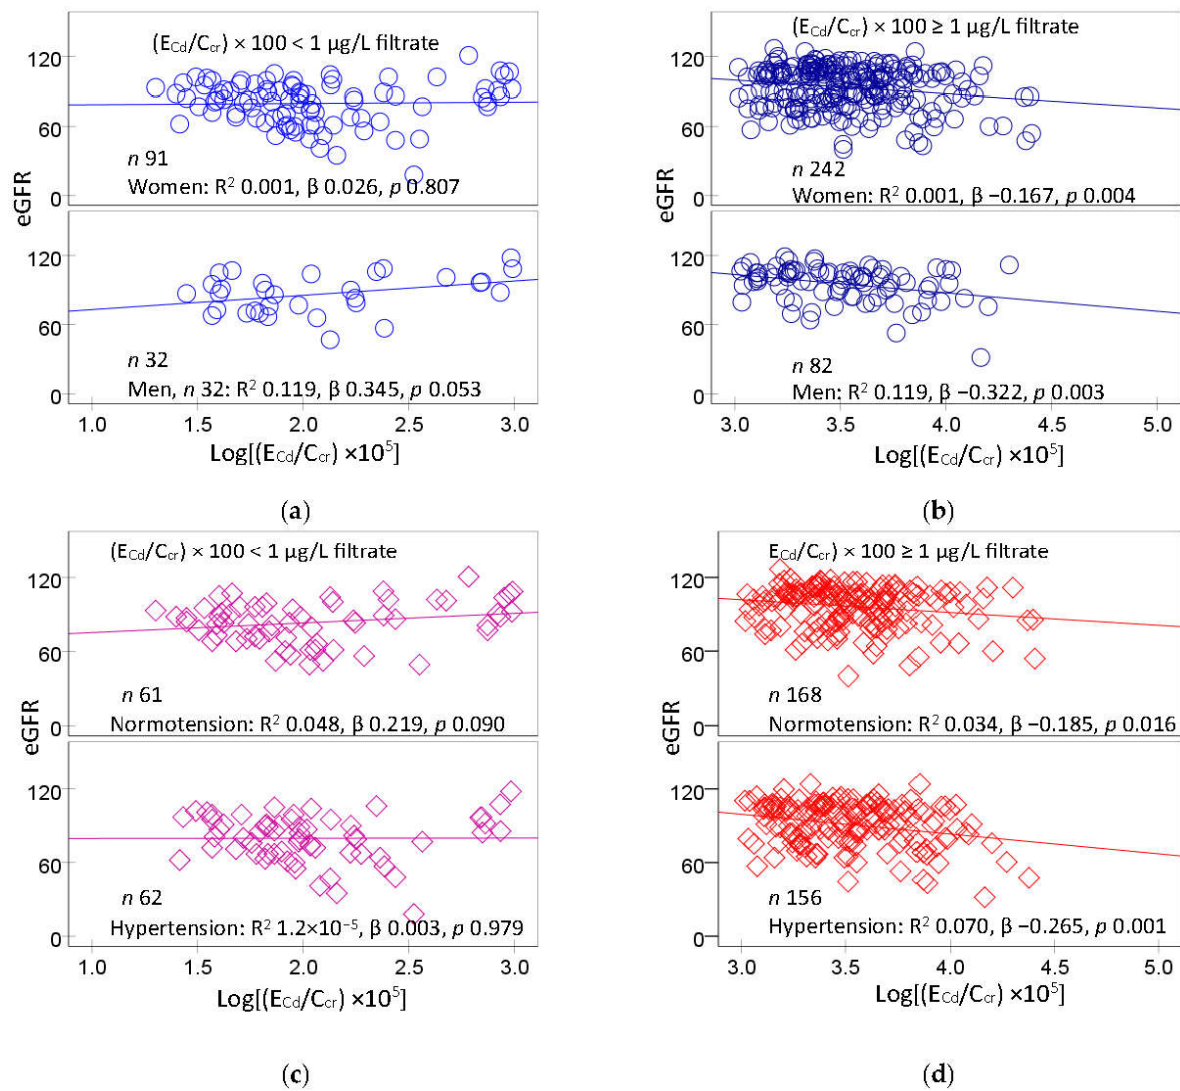 (ECd/Ccr) × 100 < 1 µg/L filtrate
120
60
0
n 91
Women: R² 0.001, β 0.026, p 0.807
eGFR
120
60
0
n 32
Men, n 32: R² 0.119, β 0.345, p 0.053
1.0 1.5 2.0 2.5 3.0
Log[(ECd/Ccr) ×10⁵]
(a)
(ECd/Ccr) × 100 ≥ 1 µg/L filtrate
120
60
0
n 242
Women: R² 0.001, β −0.167, p 0.004
eGFR
120
60
0
n 82
Men: R² 0.119, β −0.322, p 0.003
3.0 3.5 4.0 4.5 5.0
Log[(ECd/Ccr) ×10⁵]
(b)
(ECd/Ccr) × 100 < 1 µg/L filtrate
120
60
0
n 61
Normotension: R² 0.048, β 0.219, p 0.090
eGFR
120
60
0
n 62
Hypertension: R² 1.2×10⁻⁵, β 0.003, p 0.979
1.0 1.5 2.0 2.5 3.0
Log[(ECd/Ccr) ×10⁵]
(c)
ECd/Ccr) × 100 ≥ 1 µg/L filtrate
120
60
0
n 168
Normotension: R² 0.034, β −0.185, p 0.016
eGFR
120
60
0
n 156
Hypertension: R² 0.070, β −0.265, p 0.001
3.0 3.5 4.0 4.5 5.0
Log[(ECd/Ccr) ×10⁵]
(d)